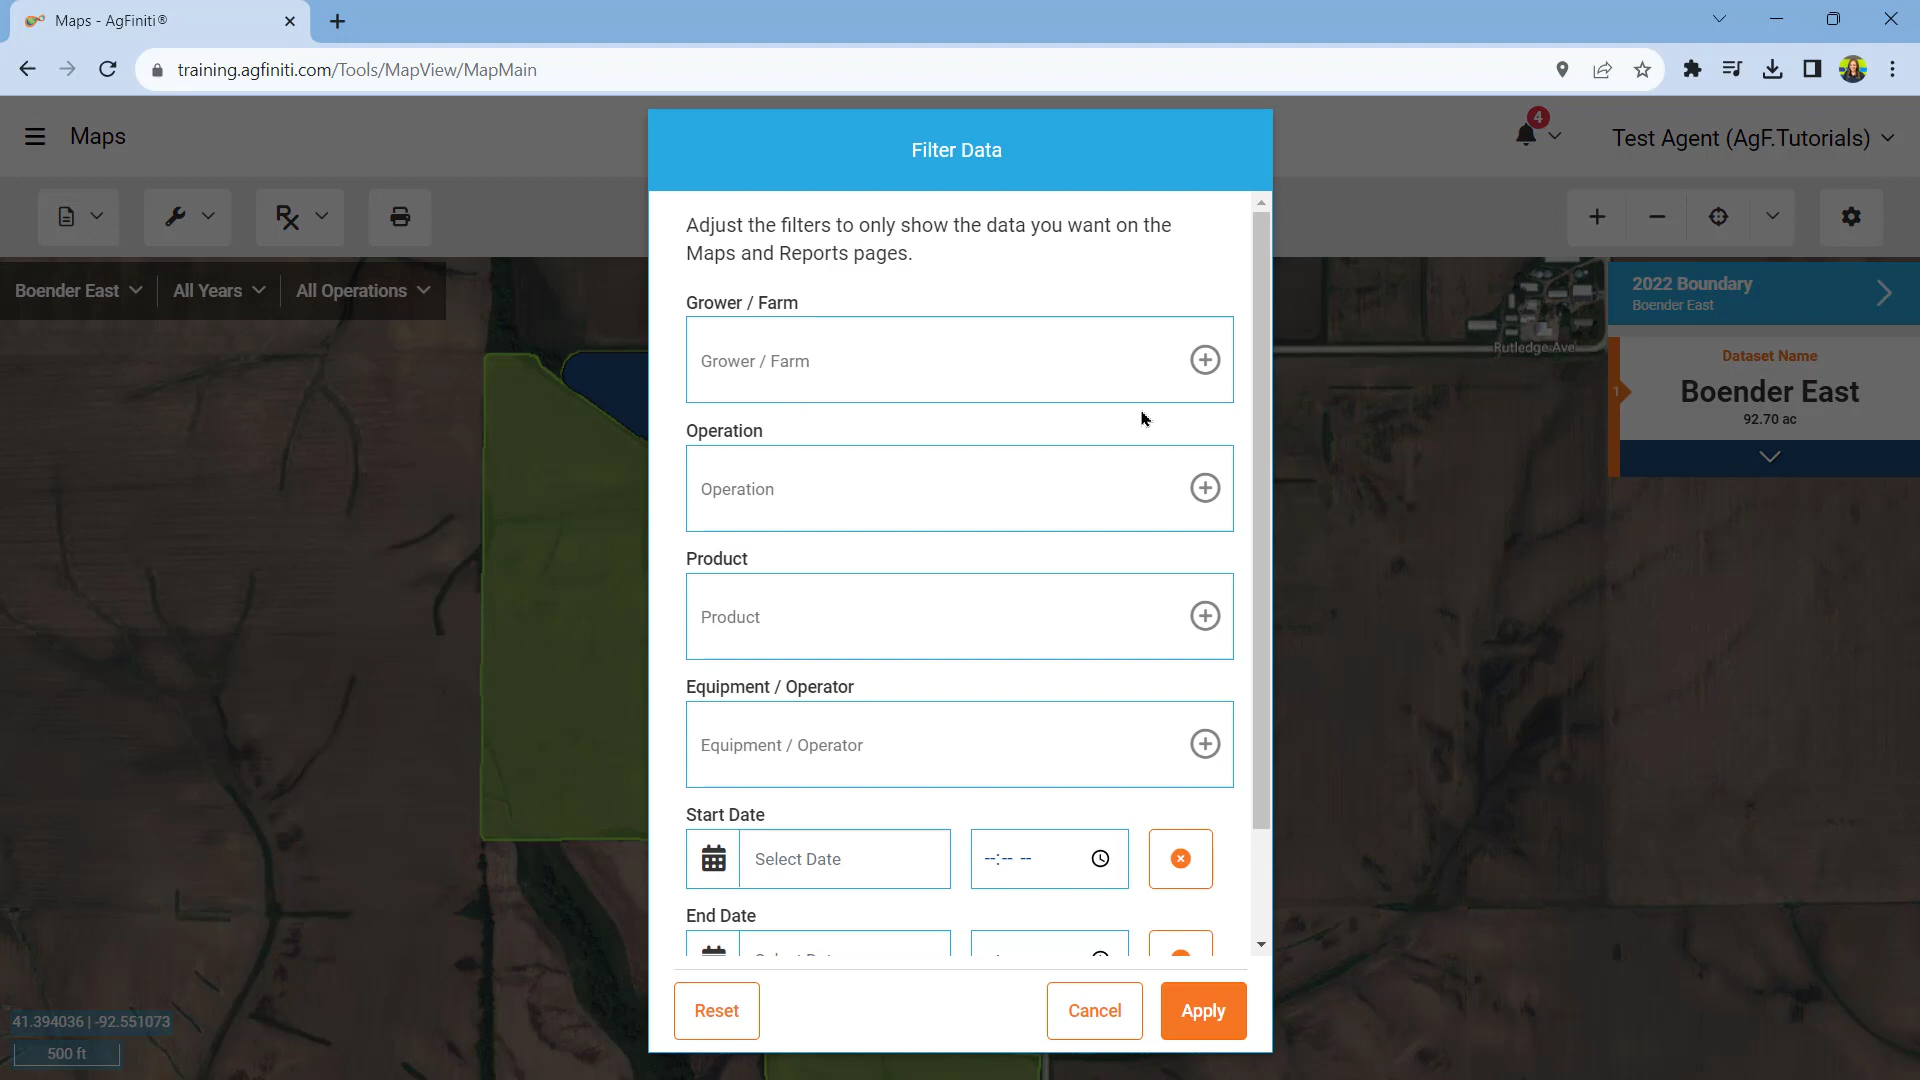 Maps - AgFiniti®
training.agfiniti.com/Tools/MapView/MapMain
Maps
4
Test Agent (AgF.Tutorials)
Rx
Boender East
All Years
All Operations
Filter Data
Adjust the filters to only show the data you want on the
Maps and Reports pages.
Grower / Farm
Grower / Farm
Operation
Operation
Product
Product
Equipment / Operator
Equipment / Operator
Start Date
Select Date
--:-- --
End Date
Select Date
Reset
Cancel
Apply
Rutledge Ave
2022 Boundary
Boender East
Dataset Name
1
Boender East
92.70 ac
41.394036 | -92.551073
500 ft